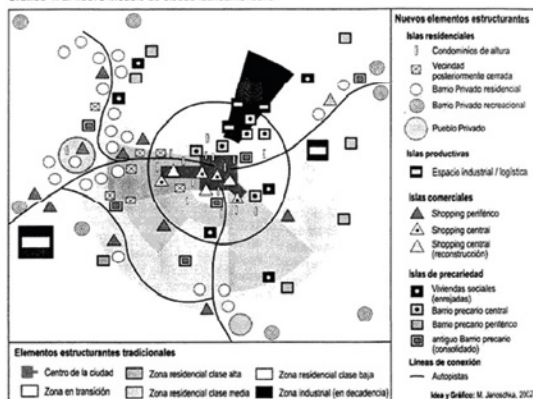 Nuevos elementos estructurantes
Islas residenciales
Condominios de altura
Vecindad
posteriormente cerrada
Barrio Privado residencial
Barrio Privado recreacional
Pueblo Privado
Islas productivas
Espacio industrial / logística
Islas comerciales
Shopping periférico
Shopping central
Shopping central
(reconstrucción)
Islas de precariedad
Viviendas sociales
(enrejadas)
Barrio precario central
Barrio precario periférico
antiguo Barrio precario
(consolidado)
Líneas de conexión
Autopistas
Idea y Gráfico: M. Janoschka,
Elementos estructurantes tradicionales
Centro de la ciudad
Zona residencial clase alta
Zona residencial clase baja
Zona en transición
Zona residencial clase media
Zona industrial (en decadencia)